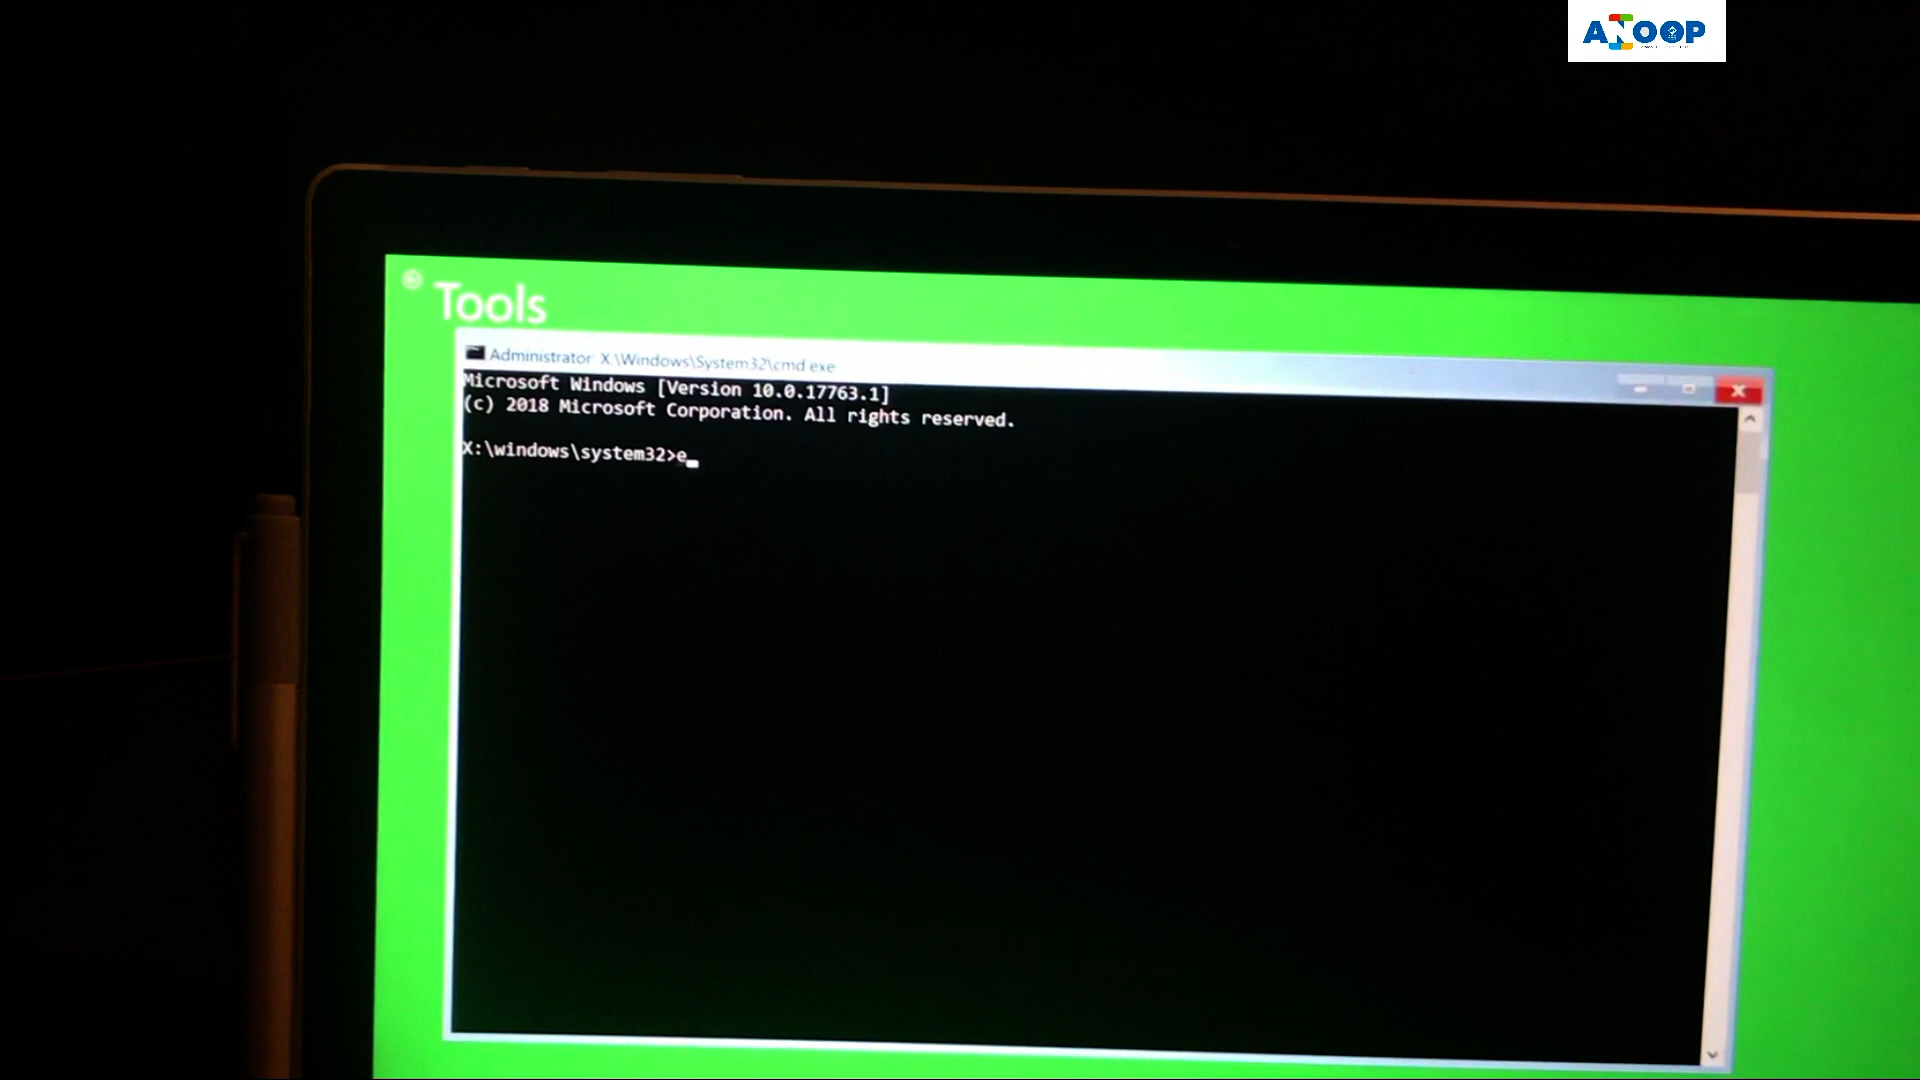 ANOOP
Tools
Administrator: X:\Windows\System32\cmd.exe
Microsoft Windows [Version 10.0.17763.1]
(c) 2018 Microsoft Corporation. All rights reserved.
X:\windows\system32>e_